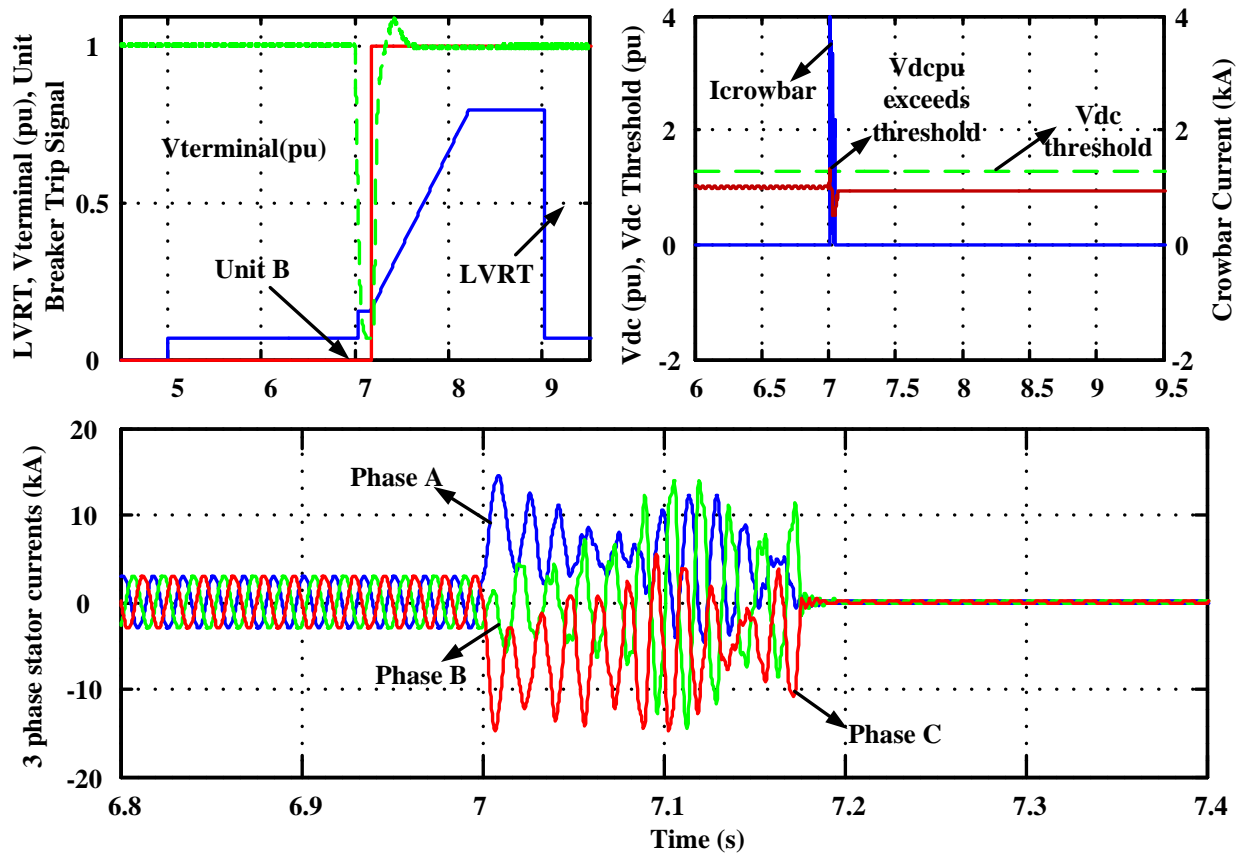 LVRT, Vterminal (pu), Unit
Breaker Trip Signal
1
0.5
0
Vterminal(pu)
Unit B
LVRT
5 6 7 8 9
Vdc (pu), Vdc Threshold (pu)
4
2
0
-2
Icrowbar
Vdcpu
exceeds
threshold
Vdc
threshold
4
2
0
-2
Crowbar Current (kA)
6 6.5 7 7.5 8 8.5 9 9.5
3 phase stator currents (kA)
20
10
0
-10
-20
Phase A
Phase B
Phase C
6.8 6.9 7 7.1 7.2 7.3 7.4
Time (s)